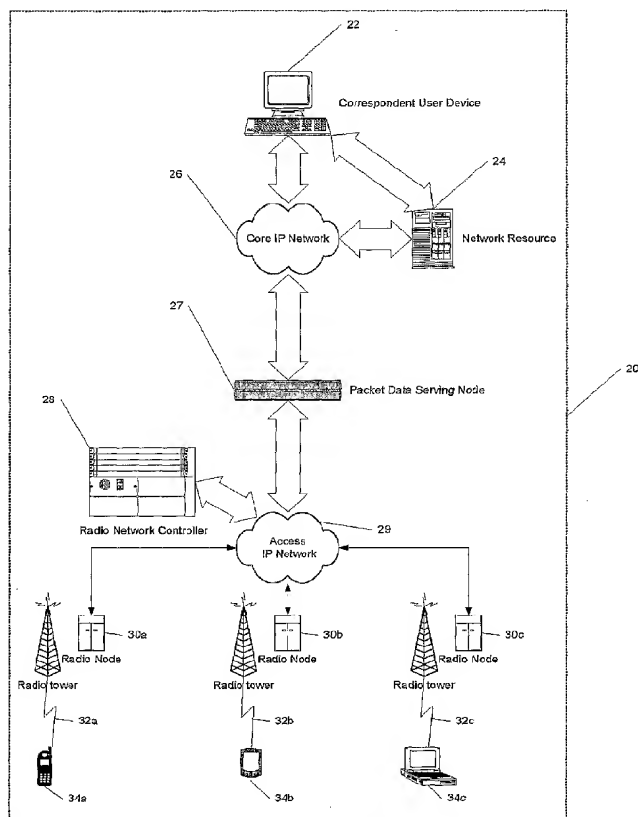 22
Correspondent User Device
24
26
Core IP Network
Network Resource
27
20
Packet Data Serving Node
28
29
Radio Network Controller
Access
IP Network
30a
30b
30c
Radio Node
Radio Node
Radio Node
Radio tower
Radio tower
Radio tower
32a
32b
32c
34a
34b
34c